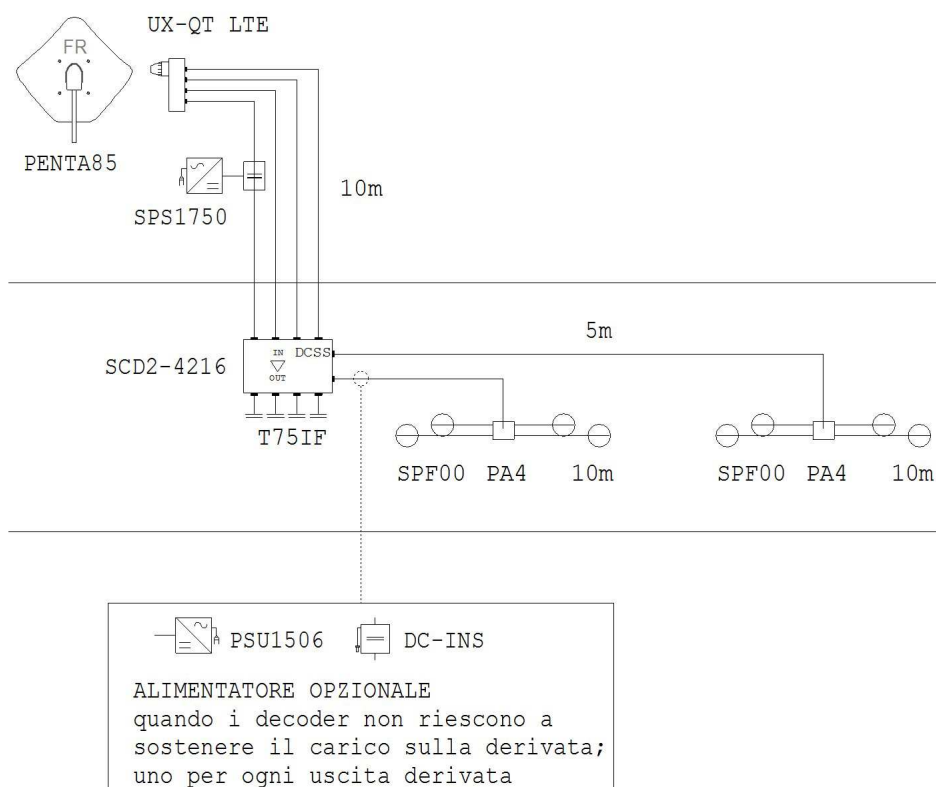 UX-QT LTE
FR
PENTA85
SPS1750
10m
5m
SCD2-4216
IN DCSS
OUT
T75IF
SPF00 PA4 10m
SPF00 PA4 10m
PSU1506 DC-INS
ALIMENTATORE OPZIONALE
quando i decoder non riescono a
sostenere il carico sulla derivata;
uno per ogni uscita derivata